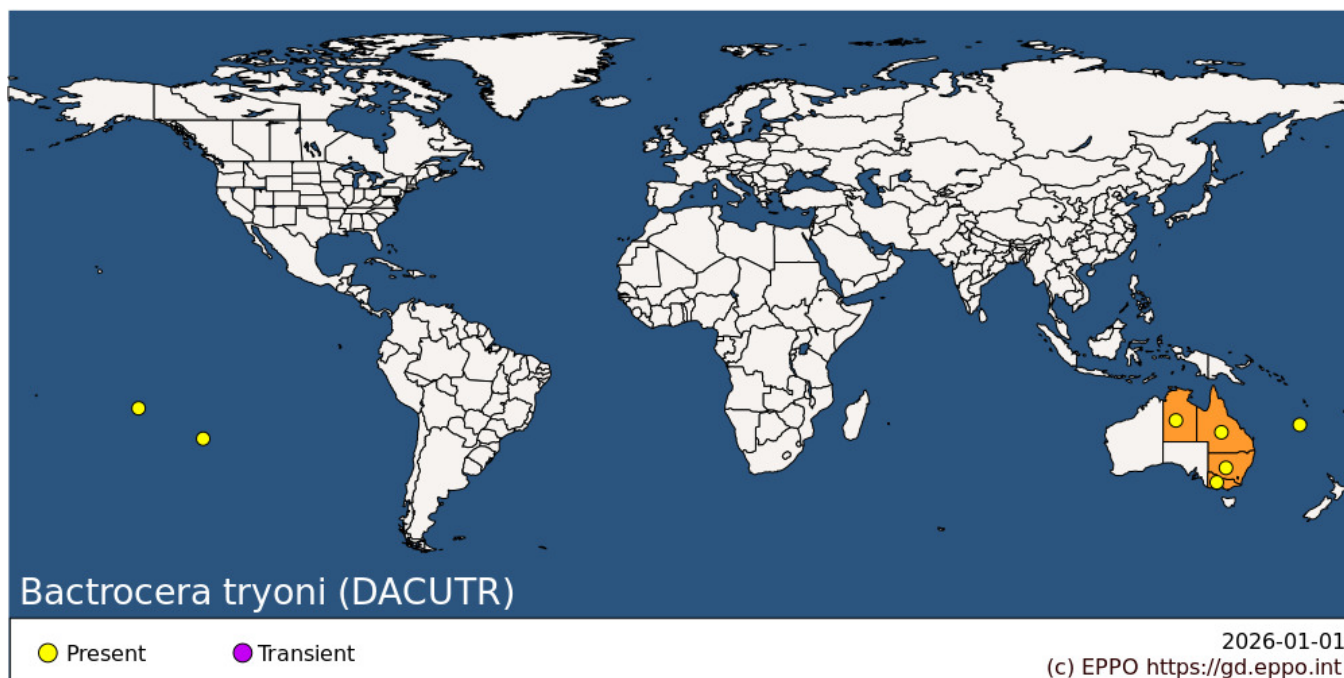 Bactrocera tryoni (DACUTR)
Present
Transient
2026-01-01
(c) EPPO https://gd.eppo.int